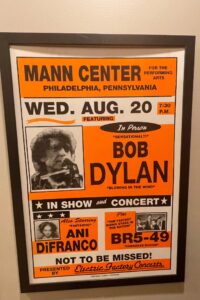 MANN CENTER FOR THE PERFORMING ARTS
PHILADELPHIA, PENNSYLVANIA
WED. AUG. 20 7:30 P.M.
FEATURING
In Person
"SENSATIONAL!!"
BOB
DYLAN
"BLOWING IN THE WIND"
★ IN SHOW and CONCERT ★
Also Starring
ANI
DiFRANCO
Plus
BR5-49
NOT TO BE MISSED!
PRESENTED BY Electric Factory Concerts